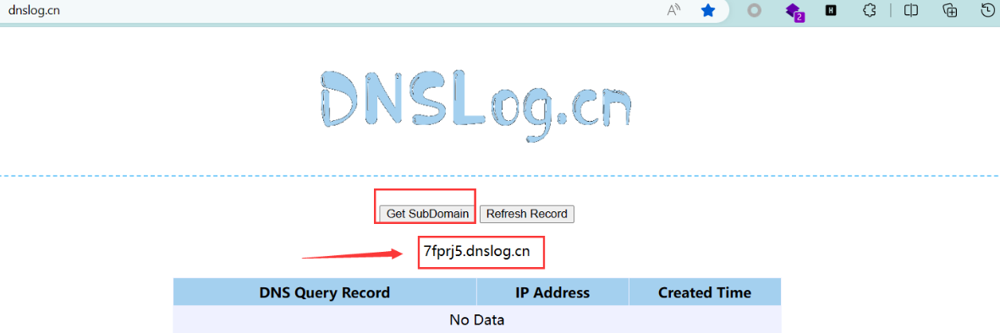 dnslog.cn
2
H
DNSLog.cn
Get SubDomain Refresh Record
7fprj5.dnslog.cn
DNS Query Record IP Address Created Time
No Data